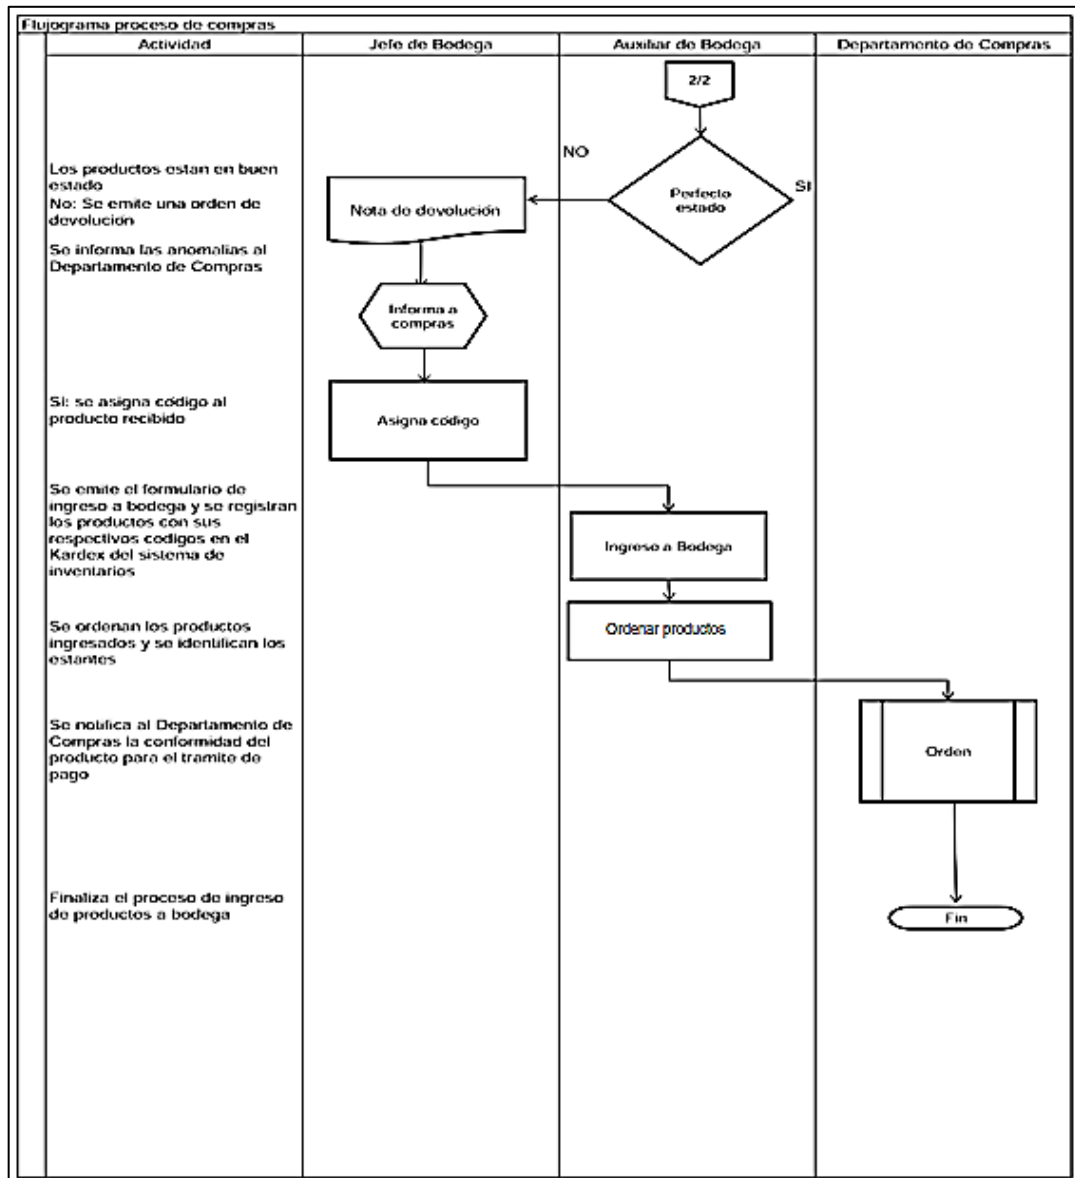 Flujograma proceso de compras
Actividad
Jefe de Bodega
Auxiliar de Bodega
Departamento de Compras
2/2
NO
SI
Los productos estan en buen
estado
No: Se emite una orden de
devolución
Perfecto
estado
Nota de devolución
Se informa las anomalias al
Departamento de Compras
Informa a
compras
SI: se asigna código al
producto recibido
Asigna código
Se emite el formulario de
ingreso a bodega y se registran
los productos con sus
respectivos codigos en el
Kardex del sistema de
inventarios
Ingreso a Bodega
Se ordenan los productos
ingresados y se identifican los
estantes
Ordenar productos
Se notifica al Departamento de
Compras la conformidad del
producto para el tramite de
pago
Orden
Finaliza el proceso de ingreso
de productos a bodega
Fin